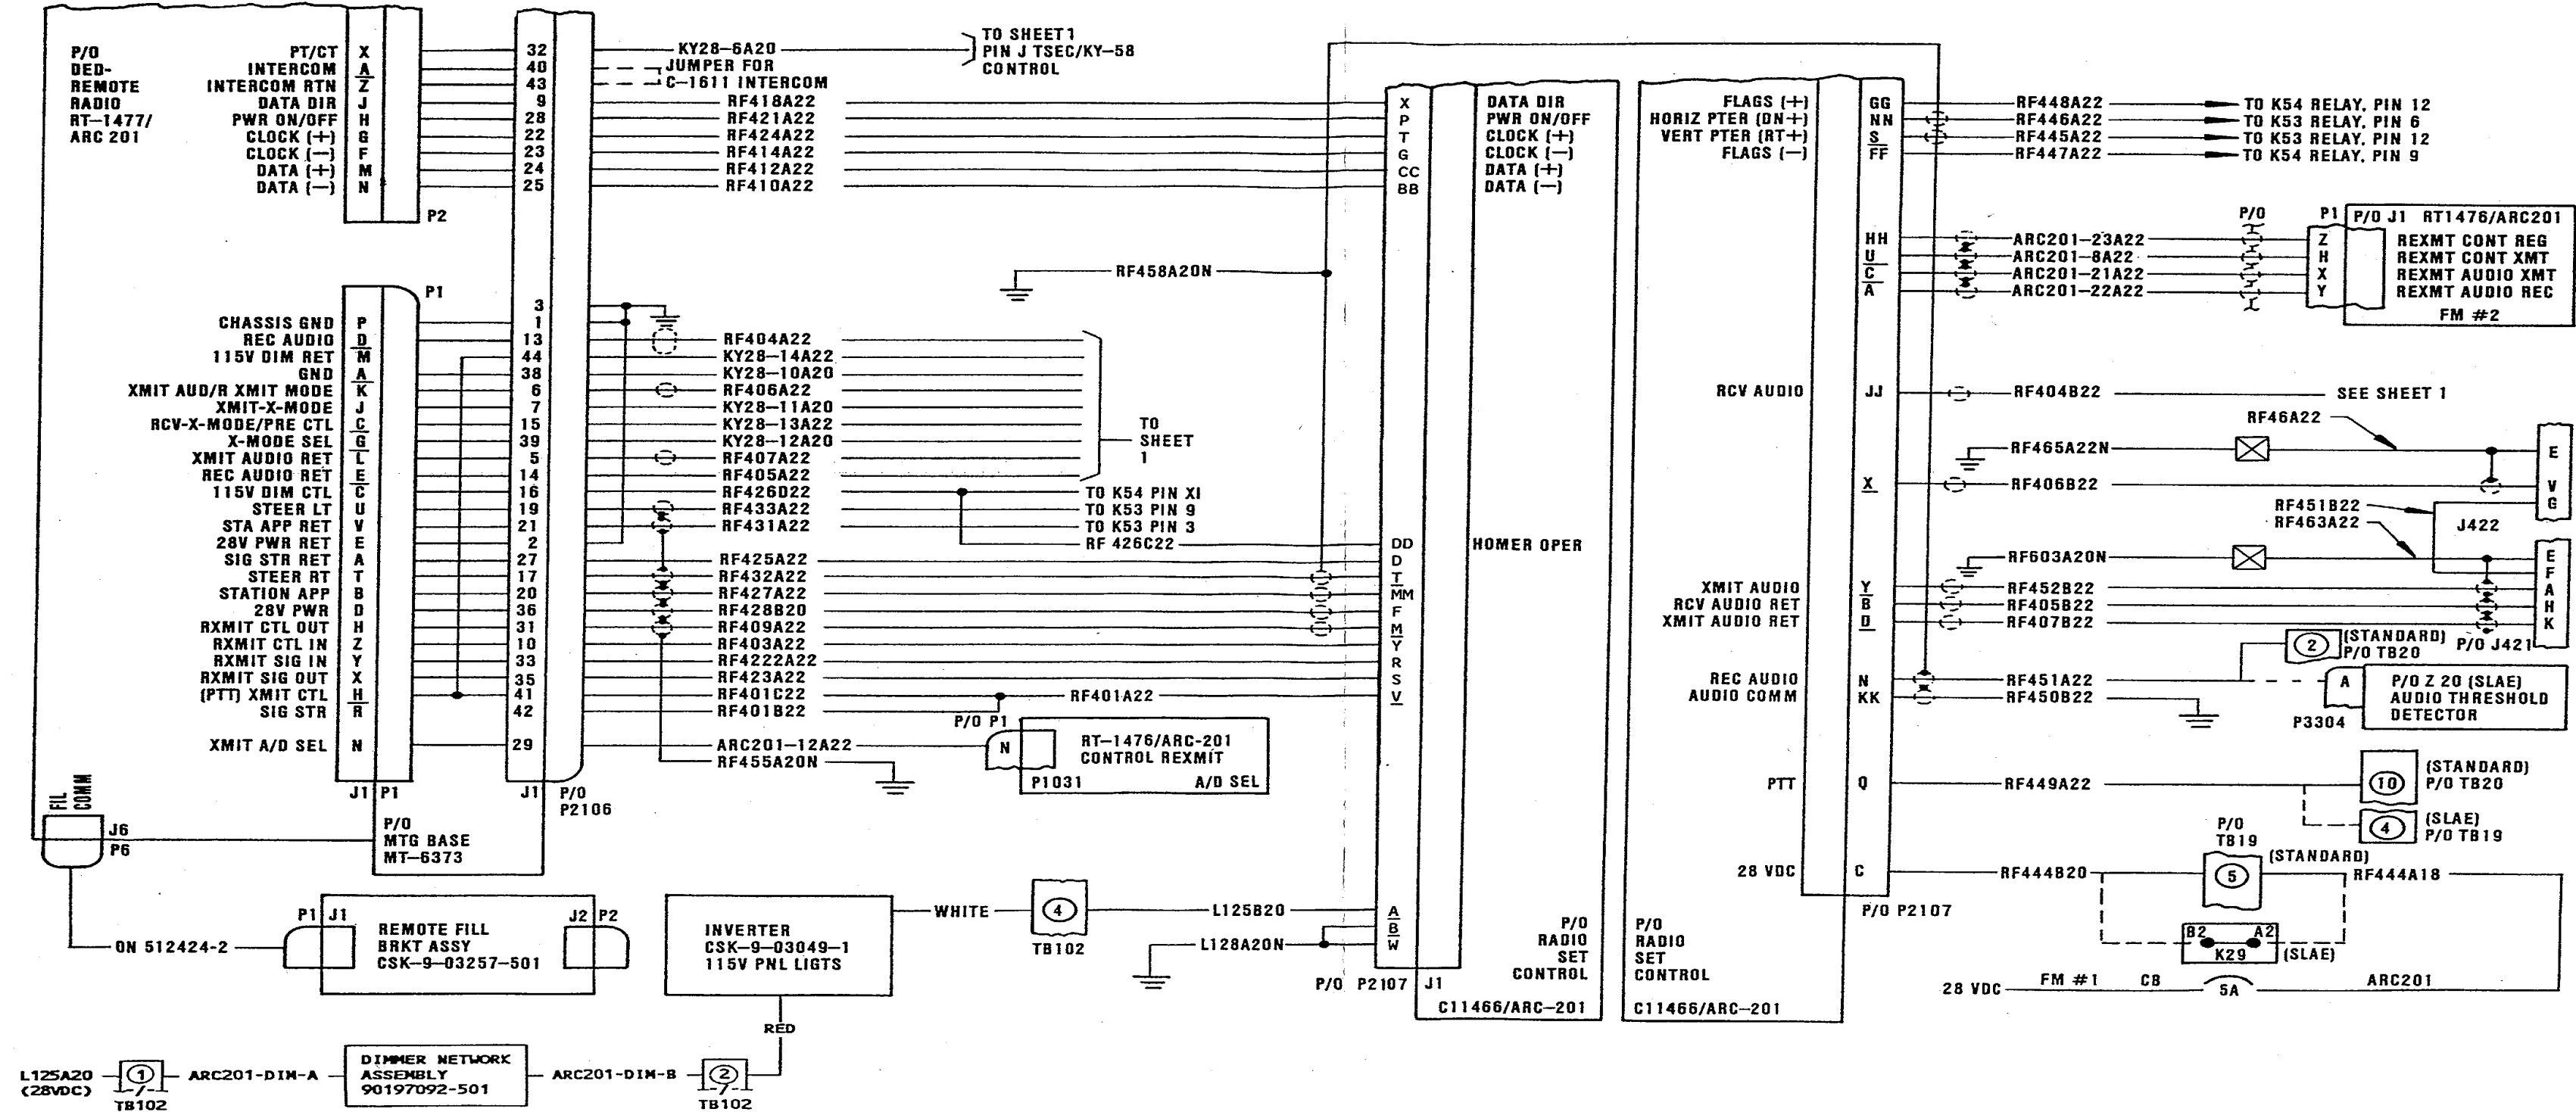 P/O
DED-
REMOTE
RADIO
RT-1477/
ARC 201
PT/CT X 32 KY28-6A20
TO SHEET 1
PIN J TSEC/KY-58
CONTROL
INTERCOM A 40 JUMPER FOR
INTERCOM RTN Z 43 C-1611 INTERCOM
DATA DIR J 9 RF418A22 X DATA DIR
PWR ON/OFF H 28 RF421A22 P PWR ON/OFF
CLOCK (+) G 22 RF424A22 T CLOCK (+)
CLOCK (-) F 23 RF414A22 G CLOCK (-)
DATA (+) M 24 RF412A22 CC DATA (+)
DATA (-) N 25 RF410A22 BB DATA (-)
P2
RF458A20N
P1
3
CHASSIS GND P 1
REC AUDIO D 13 RF404A22
115V DIM RET M 44 KY28-14A22
GND A 38 KY28-10A20
XMIT AUD/R XMIT MODE K 6 RF406A22
XMIT-X-MODE J 7 KY28-11A20
RCV-X-MODE/PRE CTL C 15 KY28-13A22
X-MODE SEL G 39 KY28-12A20
XMIT AUDIO RET L 5 RF407A22
REC AUDIO RET E 14 RF405A22
TO
SHEET
1
115V DIM CTL C 16 RF426D22 TO K54 PIN XI
STEER LT U 19 RF433A22 TO K53 PIN 9
STA APP RET V 21 RF431A22 TO K53 PIN 3
28V PWR RET E 2 RF 426C22 DD HOMER OPER
SIG STR RET A 27 RF425A22 D
STEER RT T 17 RF432A22 T
STATION APP B 20 RF427A22 MM
28V PWR D 36 RF428B20 F
RXMIT CTL OUT H 31 RF409A22 M
RXMIT CTL IN Z 10 RF403A22 Y
RXMIT SIG IN Y 33 RF4222A22 R
RXMIT SIG OUT X 35 RF423A22 S
(PTT) XMIT CTL H 41 RF401C22 RF401A22 V
SIG STR R 42 RF401B22
XMIT A/D SEL N 29 ARC201-12A22
RF455A20N
P/O P1
N
RT-1476/ARC-201
CONTROL REXMIT
P1031 A/D SEL
J1 P1
J1 P/O
P2106
FIL
COMM
J6
P6
P/O
MTG BASE
MT-6373
ON 512424-2
P1 J1 J2 P2
REMOTE FILL
BRKT ASSY
CSK-9-03257-501
INVERTER
CSK-9-03049-1
115V PNL LIGTS
WHITE
4
TB102
L125B20 A
B
L128A20N W
P/O P2107 J1
P/O
RADIO
SET
CONTROL
C11466/ARC-201
RED
L125A20
(28VDC)
1
TB102
ARC201-DIM-A
DIMMER NETWORK
ASSEMBLY
90197092-501
ARC201-DIM-B
2
TB102
FLAGS (+) GG RF448A22 TO K54 RELAY, PIN 12
HORIZ PTER (DN+) NN RF446A22 TO K53 RELAY, PIN 6
VERT PTER (RT+) S RF445A22 TO K53 RELAY, PIN 12
FLAGS (-) FF RF447A22 TO K54 RELAY, PIN 9
P/O P1 P/O J1 RT1476/ARC201
HH ARC201-23A22 Z REXMT CONT REG
U ARC201-8A22 H REXMT CONT XMT
C ARC201-21A22 X REXMT AUDIO XMT
A ARC201-22A22 Y REXMT AUDIO REC
FM #2
RCV AUDIO JJ RF404B22 SEE SHEET 1
RF46A22
RF465A22N E
X RF406B22 V
RF451B22 G
RF463A22 J422
RF603A20N E
F
XMIT AUDIO Y RF452B22 A
RCV AUDIO RET B RF405B22 H
XMIT AUDIO RET D RF407B22 K
2 (STANDARD)
P/O TB20 P/O J421
REC AUDIO N RF451A22
AUDIO COMM KK RF450B22
A
P3304
P/O Z 20 (SLAE)
AUDIO THRESHOLD
DETECTOR
PTT Q RF449A22
10 (STANDARD)
P/O TB20
4 (SLAE)
P/O TB19
P/O
TB19
(STANDARD)
28 VDC C RF444B20 5 RF444A18
P/O P2107
B2 A2
K29 (SLAE)
P/O
RADIO
SET
CONTROL
C11466/ARC-201
28 VDC FM #1 CB 5A ARC201